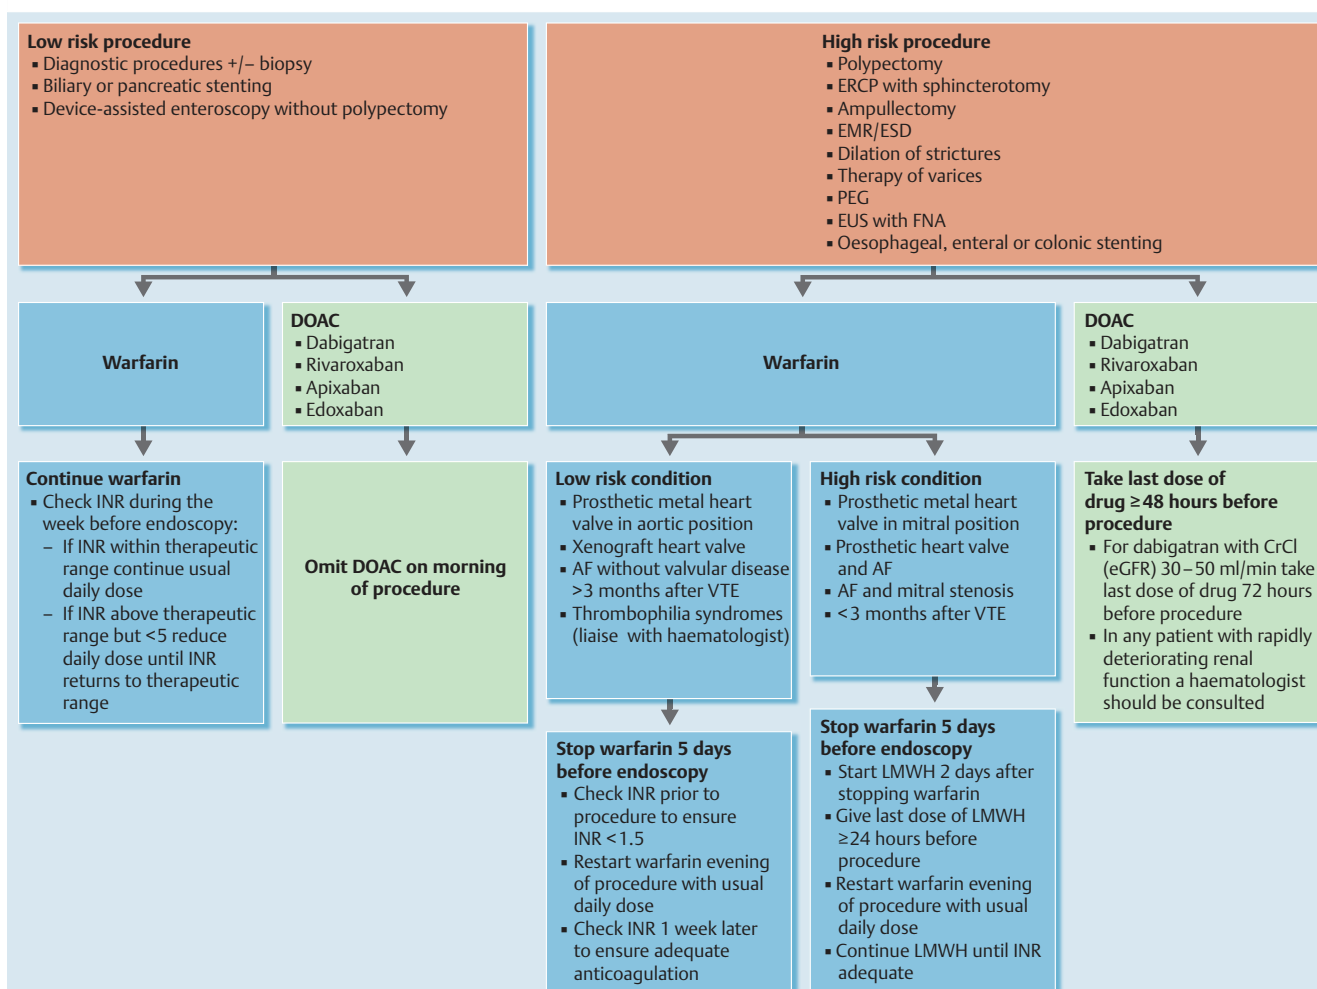 Low risk procedure
▪ Diagnostic procedures +/– biopsy
▪ Biliary or pancreatic stenting
▪ Device-assisted enteroscopy without polypectomy
High risk procedure
▪ Polypectomy
▪ ERCP with sphincterotomy
▪ Ampullectomy
▪ EMR/ESD
▪ Dilation of strictures
▪ Therapy of varices
▪ PEG
▪ EUS with FNA
▪ Oesophageal, enteral or colonic stenting
Warfarin
DOAC
▪ Dabigatran
▪ Rivaroxaban
▪ Apixaban
▪ Edoxaban
Warfarin
DOAC
▪ Dabigatran
▪ Rivaroxaban
▪ Apixaban
▪ Edoxaban
Continue warfarin
▪ Check INR during the
week before endoscopy:
– If INR within therapeutic
range continue usual
daily dose
– If INR above therapeutic
range but <5 reduce
daily dose until INR
returns to therapeutic
range
Omit DOAC on morning
of procedure
Low risk condition
▪ Prosthetic metal heart
valve in aortic position
▪ Xenograft heart valve
▪ AF without valvular disease
>3 months after VTE
▪ Thrombophilia syndromes
(liaise with haematologist)
High risk condition
▪ Prosthetic metal heart
valve in mitral position
▪ Prosthetic heart valve
and AF
▪ AF and mitral stenosis
▪ <3 months after VTE
Take last dose of
drug ≥48 hours before
procedure
▪ For dabigatran with CrCl
(eGFR) 30–50 ml/min take
last dose of drug 72 hours
before procedure
▪ In any patient with rapidly
deteriorating renal
function a haematologist
should be consulted
Stop warfarin 5 days
before endoscopy
▪ Check INR prior to
procedure to ensure
INR <1.5
▪ Restart warfarin evening
of procedure with usual
daily dose
▪ Check INR 1 week later
to ensure adequate
anticoagulation
Stop warfarin 5 days
before endoscopy
▪ Start LMWH 2 days after
stopping warfarin
▪ Give last dose of LMWH
≥24 hours before
procedure
▪ Restart warfarin evening
of procedure with usual
daily dose
▪ Continue LMWH until INR
adequate